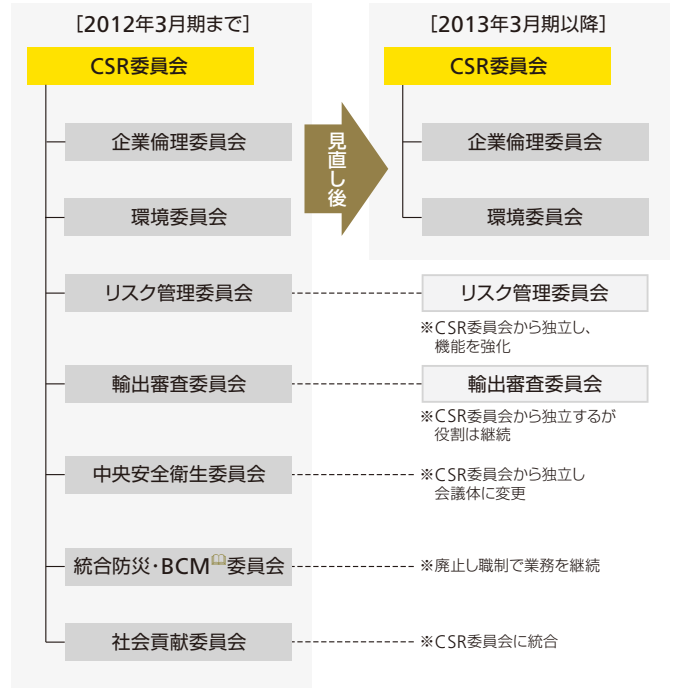 [2012年3月期まで]
CSR委員会
企業倫理委員会
環境委員会
リスク管理委員会
輸出審査委員会
中央安全衛生委員会
統合防災・BCM委員会
社会貢献委員会
見直し後
[2013年3月期以降]
CSR委員会
企業倫理委員会
環境委員会
リスク管理委員会
※CSR委員会から独立し、
機能を強化
輸出審査委員会
※CSR委員会から独立するが
役割は継続
※CSR委員会から独立し
会議体に変更
※廃止し職制で業務を継続
※CSR委員会に統合